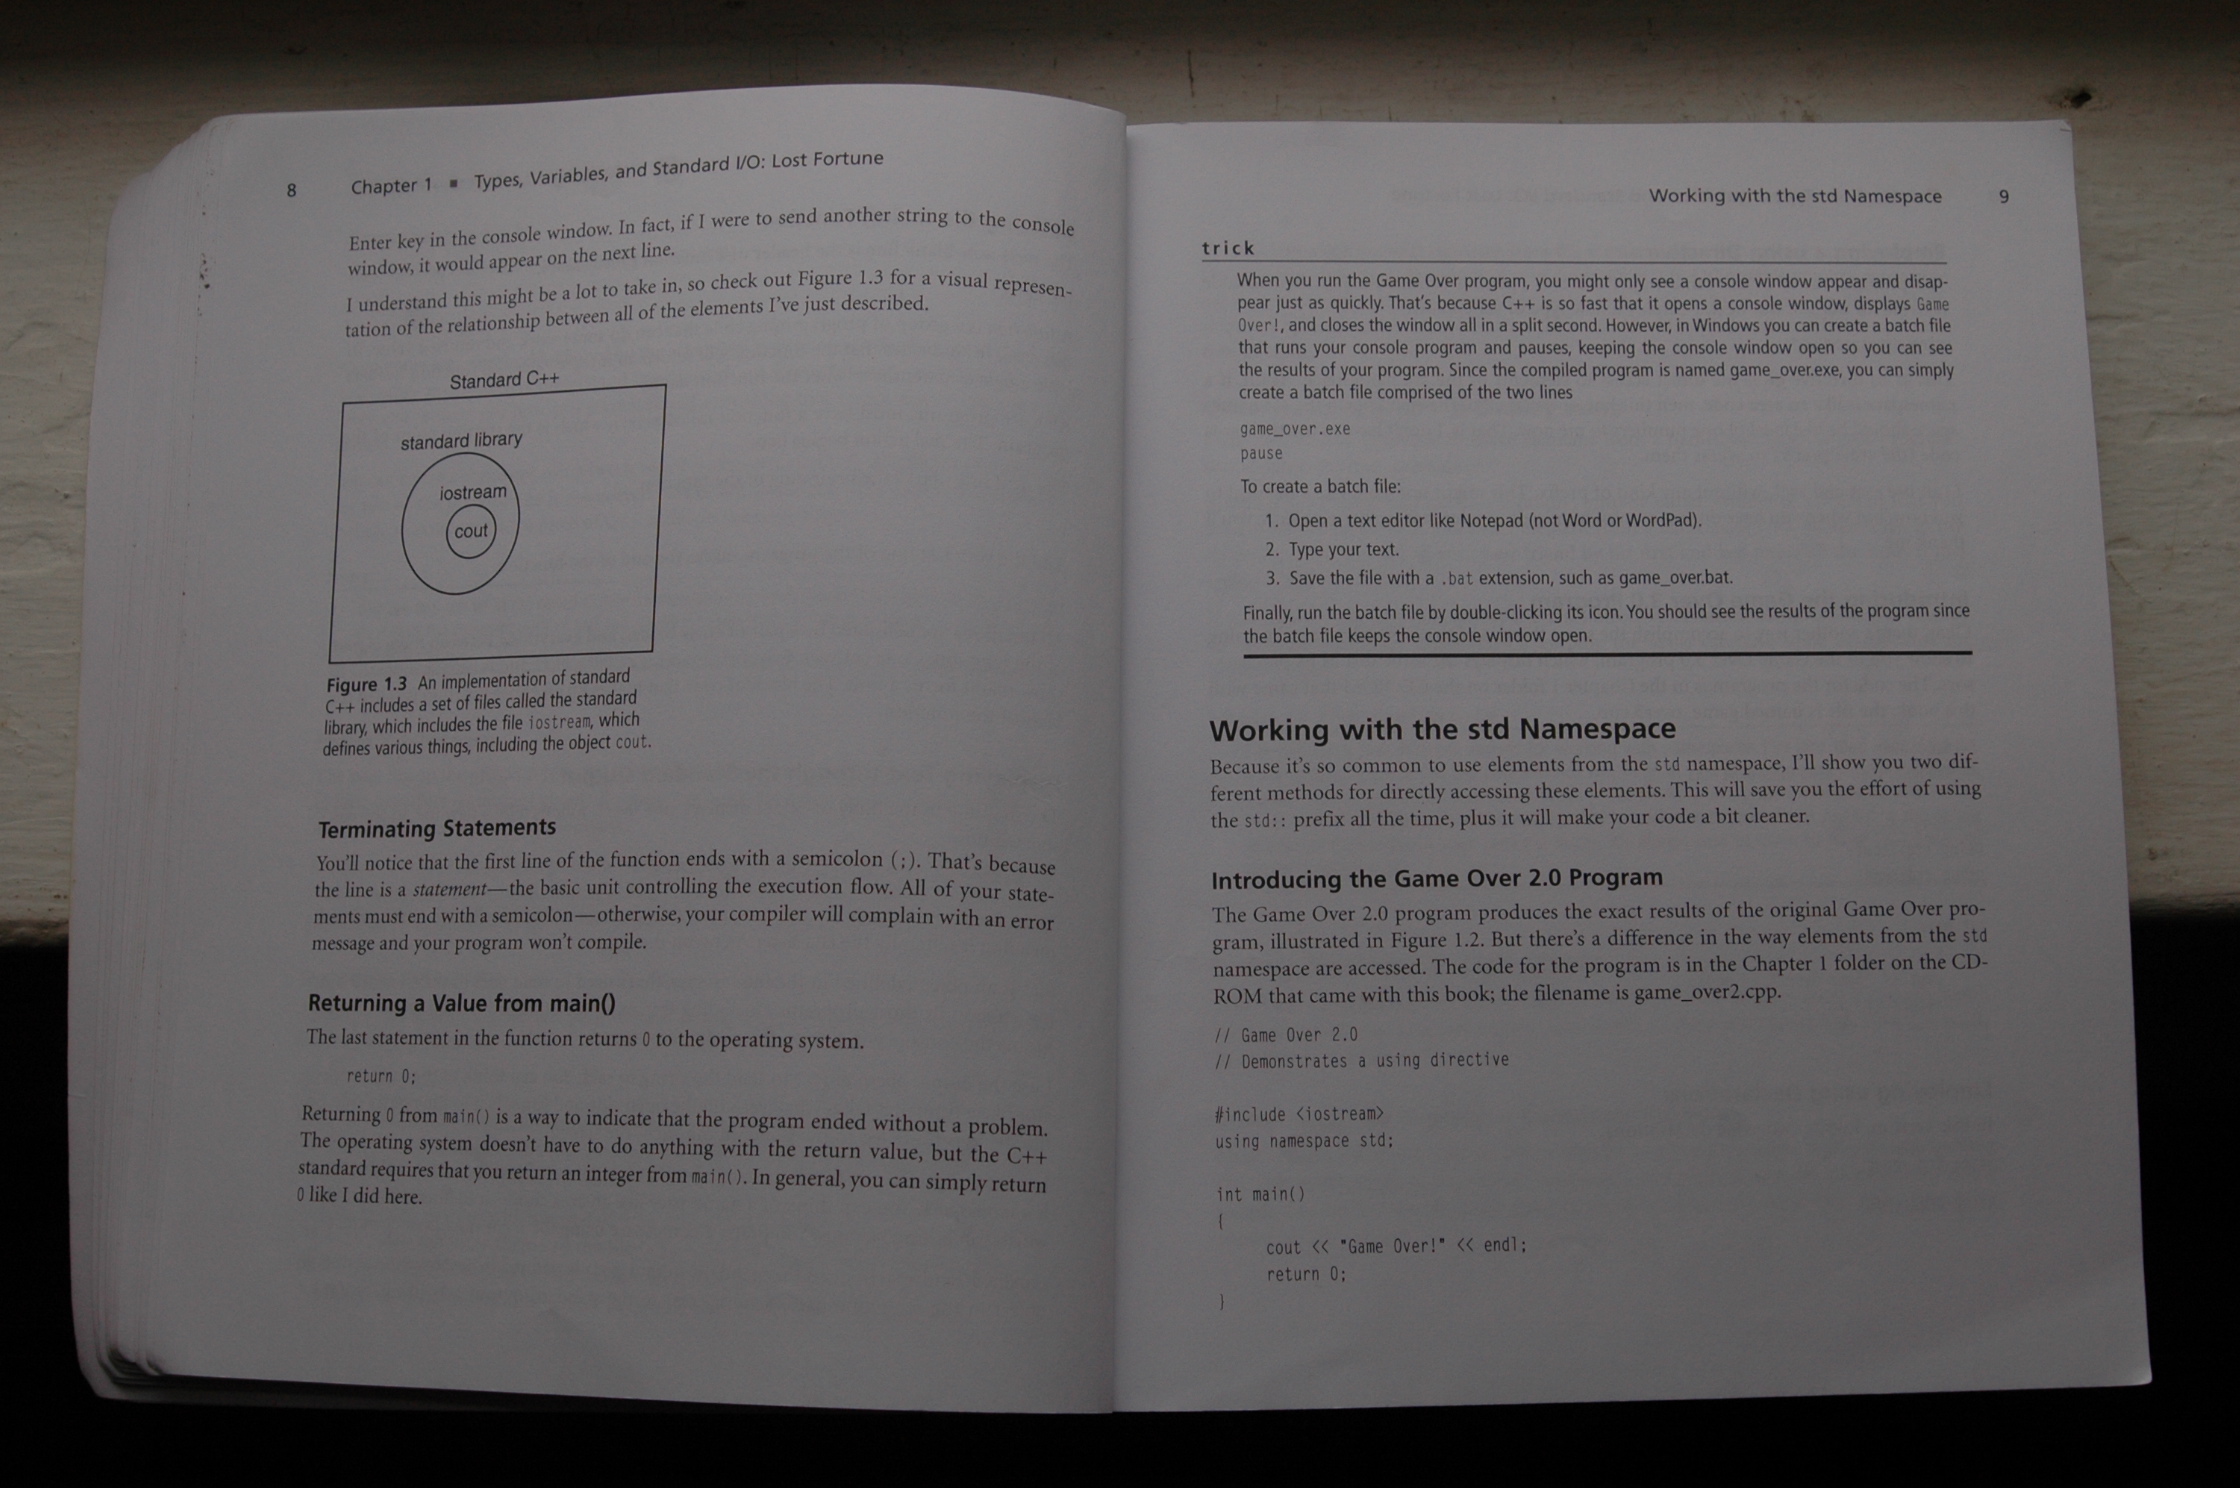 8 Chapter 1 ■ Types, Variables, and Standard I/O: Lost Fortune
Enter key in the console window. In fact, if I were to send another string to the console
window, it would appear on the next line.
I understand this might be a lot to take in, so check out Figure 1.3 for a visual represen-
tation of the relationship between all of the elements I've just described.
Standard C++
standard library
iostream
cout
Figure 1.3 An implementation of standard
C++ includes a set of files called the standard
library, which includes the file iostream, which
defines various things, including the object cout.
Terminating Statements
You'll notice that the first line of the function ends with a semicolon (;). That's because
the line is a statement—the basic unit controlling the execution flow. All of your state-
ments must end with a semicolon—otherwise, your compiler will complain with an error
message and your program won't compile.
Returning a Value from main()
The last statement in the function returns 0 to the operating system.
return 0;
Returning 0 from main() is a way to indicate that the program ended without a problem.
The operating system doesn't have to do anything with the return value, but the C++
standard requires that you return an integer from main(). In general, you can simply return
0 like I did here.
Working with the std Namespace 9
trick
When you run the Game Over program, you might only see a console window appear and disap-
pear just as quickly. That's because C++ is so fast that it opens a console window, displays Game
Over!, and closes the window all in a split second. However, in Windows you can create a batch file
that runs your console program and pauses, keeping the console window open so you can see
the results of your program. Since the compiled program is named game_over.exe, you can simply
create a batch file comprised of the two lines
game_over.exe
pause
To create a batch file:
1. Open a text editor like Notepad (not Word or WordPad).
2. Type your text.
3. Save the file with a .bat extension, such as game_over.bat.
Finally, run the batch file by double-clicking its icon. You should see the results of the program since
the batch file keeps the console window open.
Working with the std Namespace
Because it's so common to use elements from the std namespace, I'll show you two dif-
ferent methods for directly accessing these elements. This will save you the effort of using
the std:: prefix all the time, plus it will make your code a bit cleaner.
Introducing the Game Over 2.0 Program
The Game Over 2.0 program produces the exact results of the original Game Over pro-
gram, illustrated in Figure 1.2. But there's a difference in the way elements from the std
namespace are accessed. The code for the program is in the Chapter 1 folder on the CD-
ROM that came with this book; the filename is game_over2.cpp.
// Game Over 2.0
// Demonstrates a using directive
#include <iostream>
using namespace std;
int main()
{
cout << "Game Over!" << endl;
return 0;
}